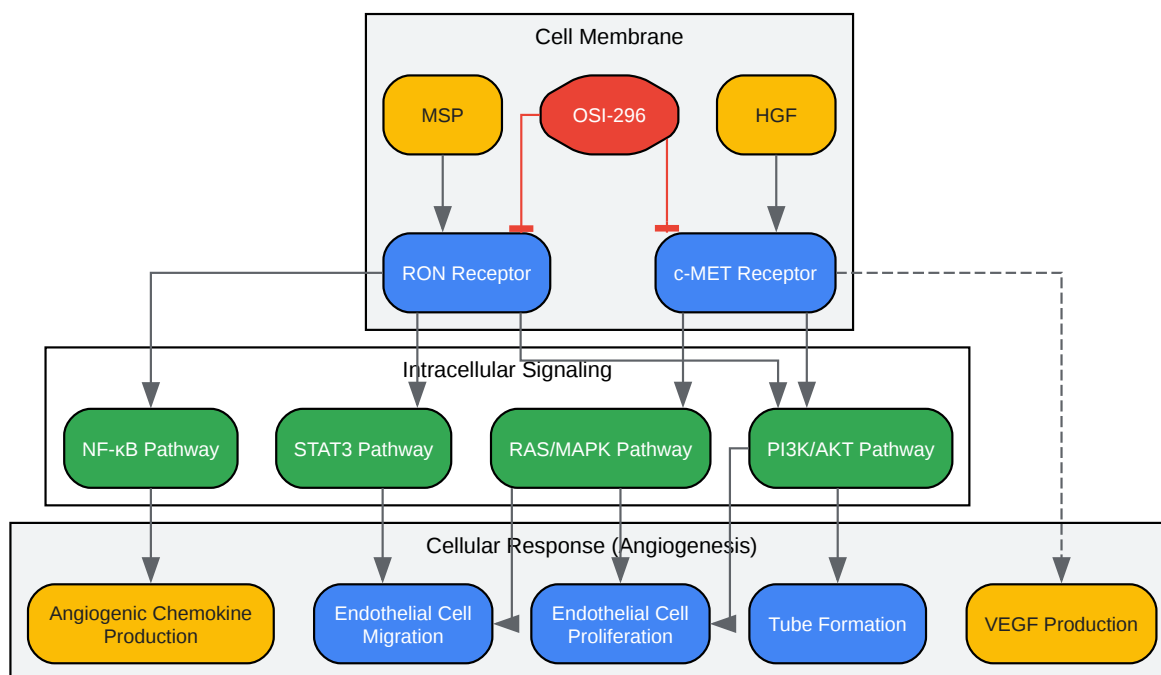 Cell Membrane
MSP
OSI-296
HGF
RON Receptor
c-MET Receptor
Intracellular Signaling
NF-κB Pathway
STAT3 Pathway
RAS/MAPK Pathway
PI3K/AKT Pathway
Cellular Response (Angiogenesis)
Angiogenic Chemokine
Production
Endothelial Cell
Migration
Endothelial Cell
Proliferation
Tube Formation
VEGF Production